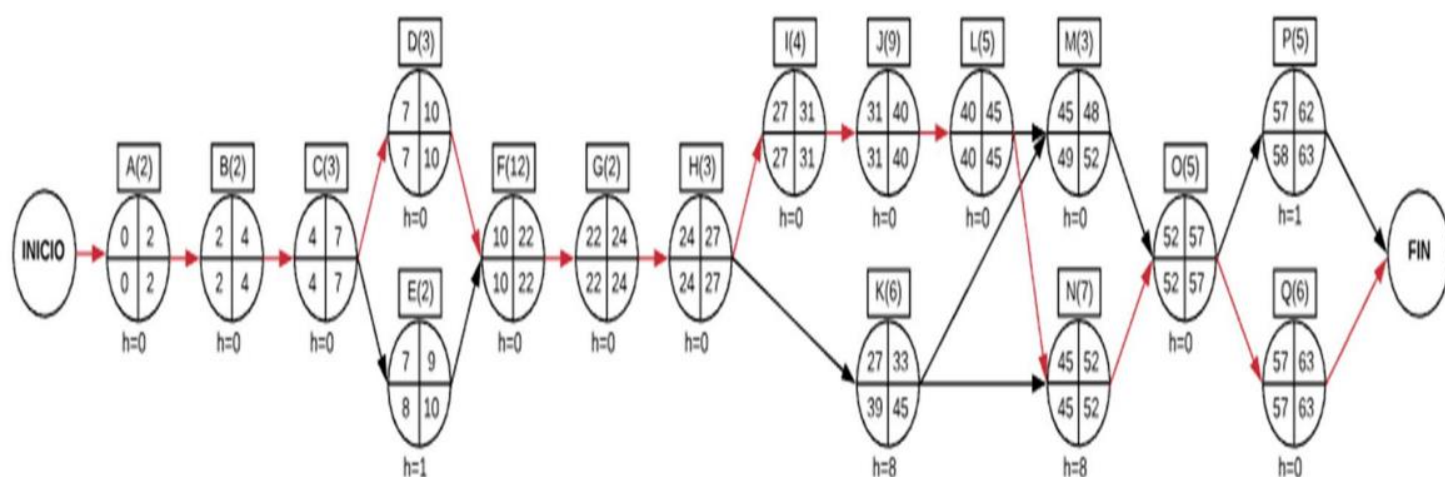 INICIO
A(2)
0 2
0 2
h=0
B(2)
2 4
2 4
h=0
C(3)
4 7
4 7
h=0
D(3)
7 10
7 10
h=0
E(2)
7 9
8 10
h=1
F(12)
10 22
10 22
h=0
G(2)
22 24
22 24
h=0
H(3)
24 27
24 27
h=0
I(4)
27 31
27 31
h=0
J(9)
31 40
31 40
h=0
K(6)
27 33
39 45
h=8
L(5)
40 45
40 45
h=0
M(3)
45 48
49 52
h=0
N(7)
45 52
45 52
h=8
O(5)
52 57
52 57
h=0
P(5)
57 62
58 63
h=1
Q(6)
57 63
57 63
h=0
FIN